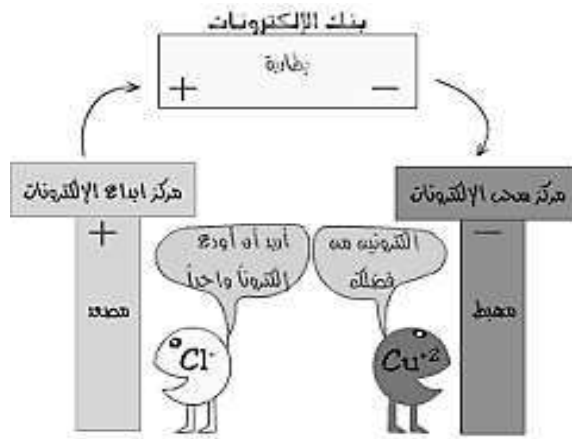 بنك الإلكترونات
بطارية
+ −
مركز ايداع الإلكترونات
مركز سحب الإلكترونات
+
−
أريد أن أودع
إلكتروناً واحداً
إلكترونين من
فضلك
مصعد
مهبط
Cl-
Cu+2